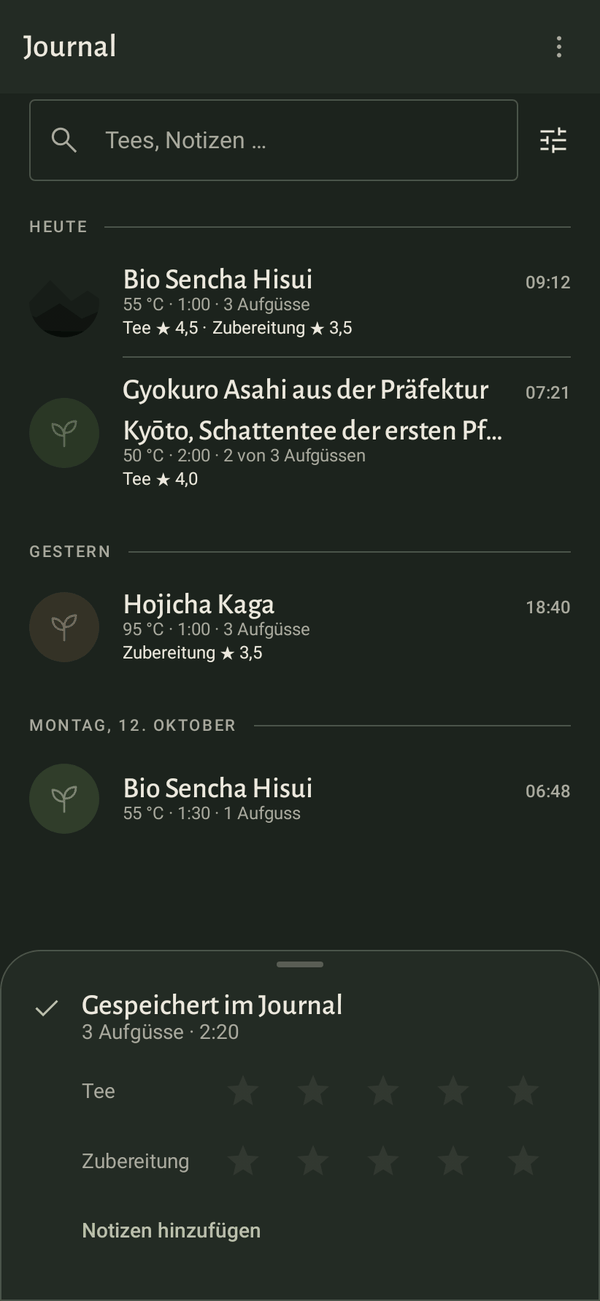 Journal
Tees, Notizen …
HEUTE
Bio Sencha Hisui
09:12
55 °C · 1:00 · 3 Aufgüsse
Tee ★ 4,5 · Zubereitung ★ 3,5
Gyokuro Asahi aus der Präfektur
07:21
Kyōto, Schattentee der ersten Pf…
50 °C · 2:00 · 2 von 3 Aufgüssen
Tee ★ 4,0
GESTERN
Hojicha Kaga
18:40
95 °C · 1:00 · 3 Aufgüsse
Zubereitung ★ 3,5
MONTAG, 12. OKTOBER
Bio Sencha Hisui
06:48
55 °C · 1:30 · 1 Aufguss
Gespeichert im Journal
3 Aufgüsse · 2:20
Tee
Zubereitung
Notizen hinzufügen